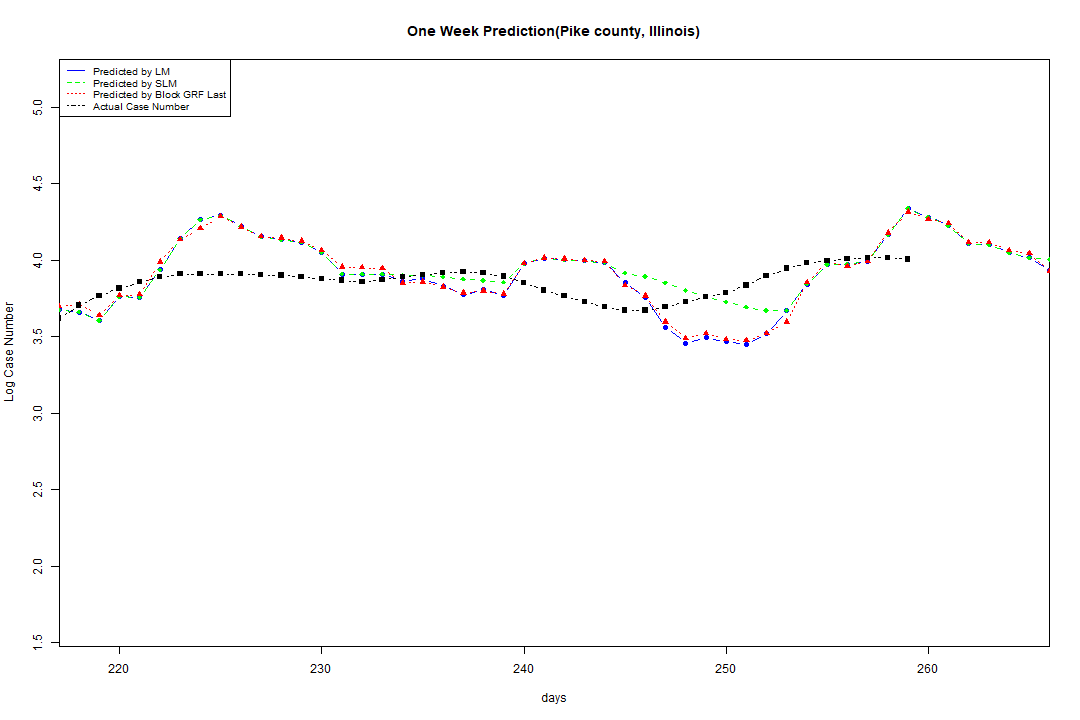 One Week Prediction(Pike county, Illinois)
Predicted by LM
Predicted by SLM
Predicted by Block GRF Last
Actual Case Number
5.0
4.5
4.0
3.5
3.0
2.5
2.0
1.5
Log Case Number
220 230 240 250 260
days